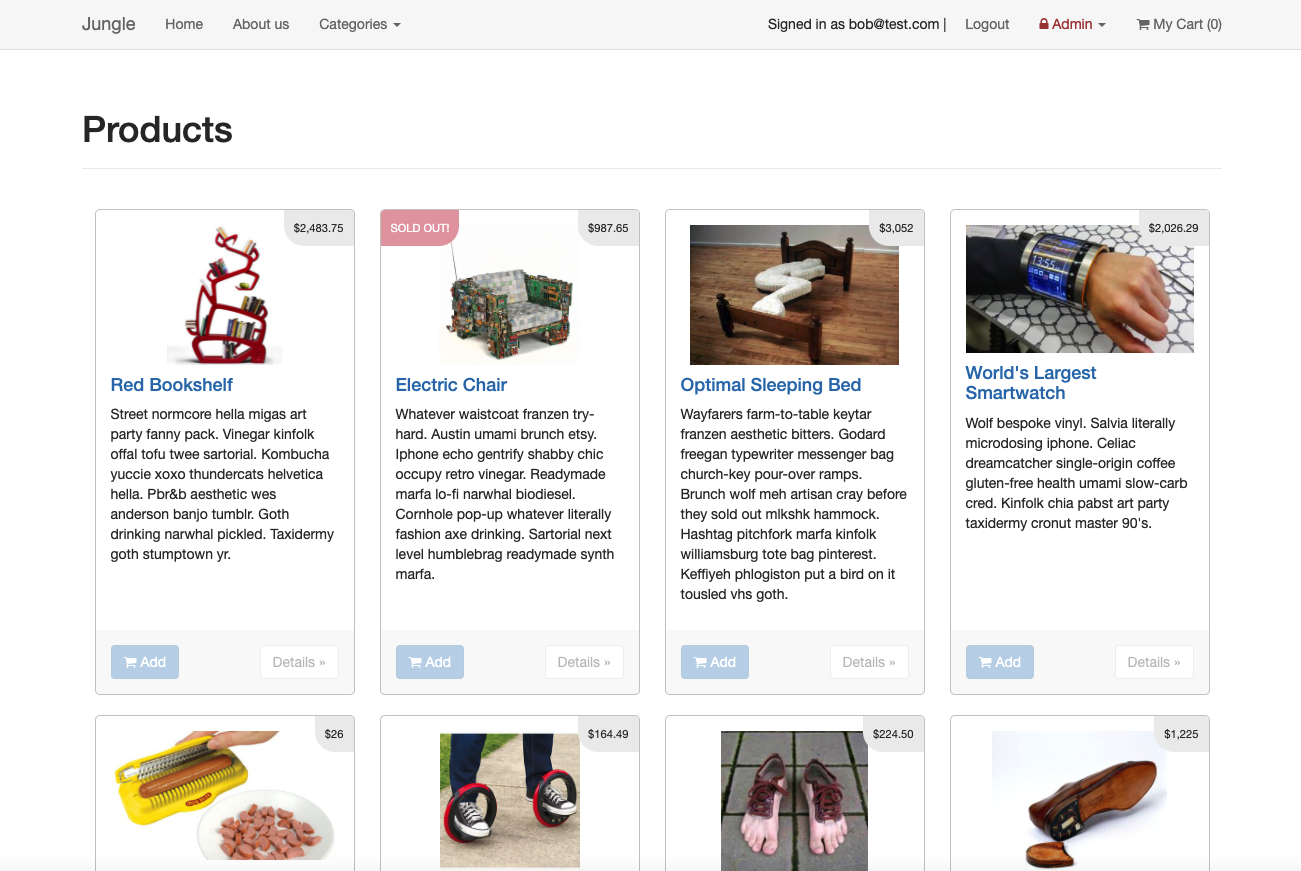 Jungle Home About us Categories Signed in as bob@test.com | Logout Admin My Cart (0)
Products
$2,483.75
SOLD OUT! $987.65
$3,052
$2,026.29
13:55
Red Bookshelf
Street normcore hella migas art
party fanny pack. Vinegar kinfolk
offal tofu twee sartorial. Kombucha
yuccie xoxo thundercats helvetica
hella. Pbr&b aesthetic wes
anderson banjo tumblr. Goth
drinking narwhal pickled. Taxidermy
goth stumptown yr.
Add Details »
Electric Chair
Whatever waistcoat franzen try-
hard. Austin umami brunch etsy.
Iphone echo gentrify shabby chic
occupy retro vinegar. Readymade
marfa lo-fi narwhal biodiesel.
Cornhole pop-up whatever literally
fashion axe drinking. Sartorial next
level humblebrag readymade synth
marfa.
Add Details »
Optimal Sleeping Bed
Wayfarers farm-to-table keytar
franzen aesthetic bitters. Godard
freegan typewriter messenger bag
church-key pour-over ramps.
Brunch wolf meh artisan cray before
they sold out mlkshk hammock.
Hashtag pitchfork marfa kinfolk
williamsburg tote bag pinterest.
Keffiyeh phlogiston put a bird on it
tousled vhs goth.
Add Details »
World's Largest
Smartwatch
Wolf bespoke vinyl. Salvia literally
microdosing iphone. Celiac
dreamcatcher single-origin coffee
gluten-free health umami slow-carb
cred. Kinfolk chia pabst art party
taxidermy cronut master 90's.
Add Details »
$26
$164.49
$224.50
$1,225